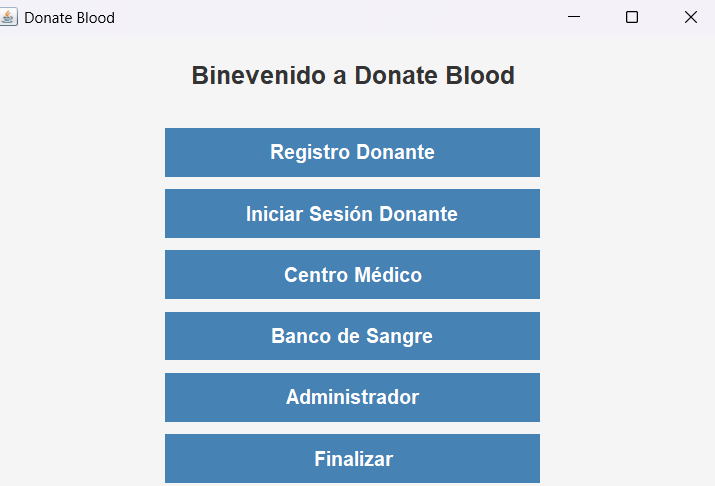 Donate Blood
Binevenido a Donate Blood
Registro Donante
Iniciar Sesión Donante
Centro Médico
Banco de Sangre
Administrador
Finalizar